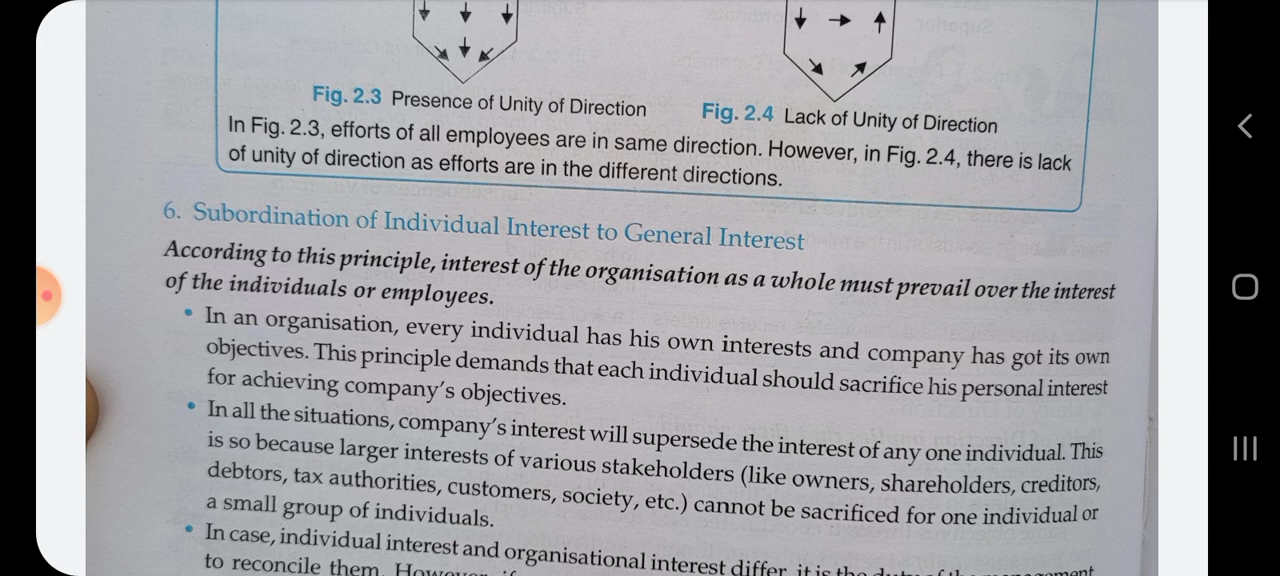 Fig. 2.3 Presence of Unity of Direction
Fig. 2.4 Lack of Unity of Direction
In Fig. 2.3, efforts of all employees are in same direction. However, in Fig. 2.4, there is lack
of unity of direction as efforts are in the different directions.
6. Subordination of Individual Interest to General Interest
According to this principle, interest of the organisation as a whole must prevail over the interest
of the individuals or employees.
• In an organisation, every individual has his own interests and company has got its own
objectives. This principle demands that each individual should sacrifice his personal interest
for achieving company's objectives.
• In all the situations, company's interest will supersede the interest of any one individual. This
is so because larger interests of various stakeholders (like owners, shareholders, creditors,
debtors, tax authorities, customers, society, etc.) cannot be sacrificed for one individual or
a small group of individuals.
• In case, individual interest and organisational interest differ, it is the duty of the management
to reconcile them. However, if